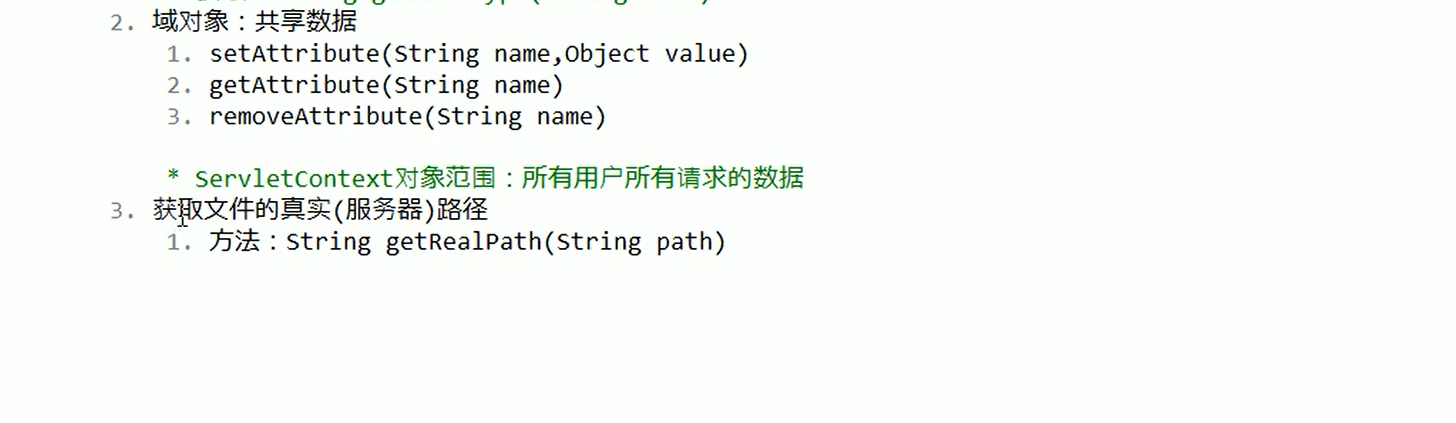 2. 域对象：共享数据
1. setAttribute(String name,Object value)
2. getAttribute(String name)
3. removeAttribute(String name)
* ServletContext对象范围：所有用户所有请求的数据
3. 获取文件的真实(服务器)路径
1. 方法：String getRealPath(String path)